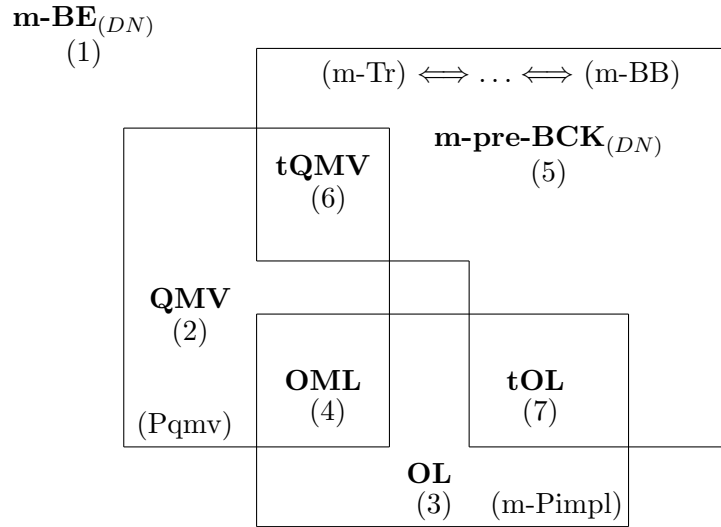 m-BE(DN)
(1)
(m-Tr) ⟺ … ⟺ (m-BB)
m-pre-BCK(DN)
(5)
tQMV
(6)
QMV
(2)
OML
(4)
tOL
(7)
(Pqmv)
OL
(3)
(m-Pimpl)